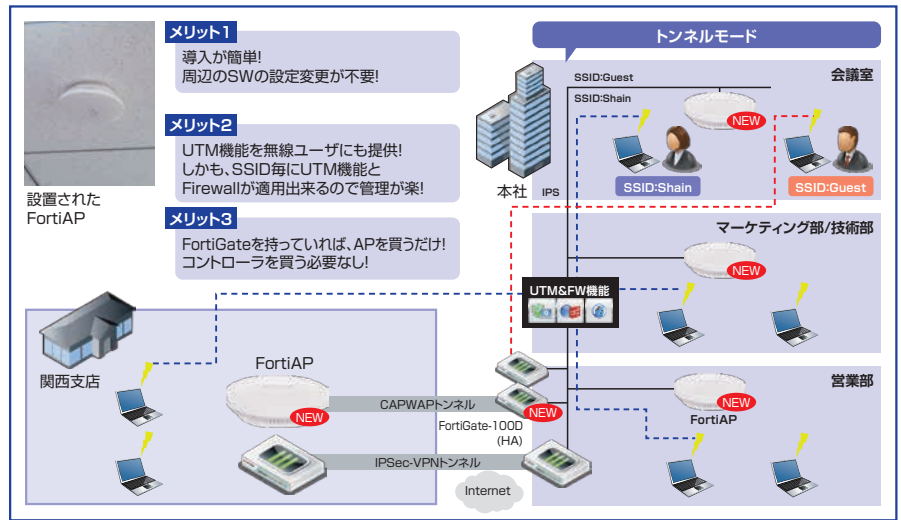 メリット1
導入が簡単!
周辺のSWの設定変更が不要!
メリット2
UTM機能を無線ユーザにも提供!
しかも、SSID毎にUTM機能と
Firewallが適用出来るので管理が楽!
メリット3
FortiGateを持っていれば、APを買うだけ!
コントローラを買う必要なし!
設置された
FortiAP
トンネルモード
会議室
SSID:Guest
SSID:Shain
NEW
本社
IPS
SSID:Shain
SSID:Guest
マーケティング部/技術部
NEW
UTM&FW機能
関西支店
FortiAP
NEW
CAPWAPトンネル
NEW
FortiGate-100D
(HA)
IPSec-VPNトンネル
Internet
営業部
NEW
FortiAP